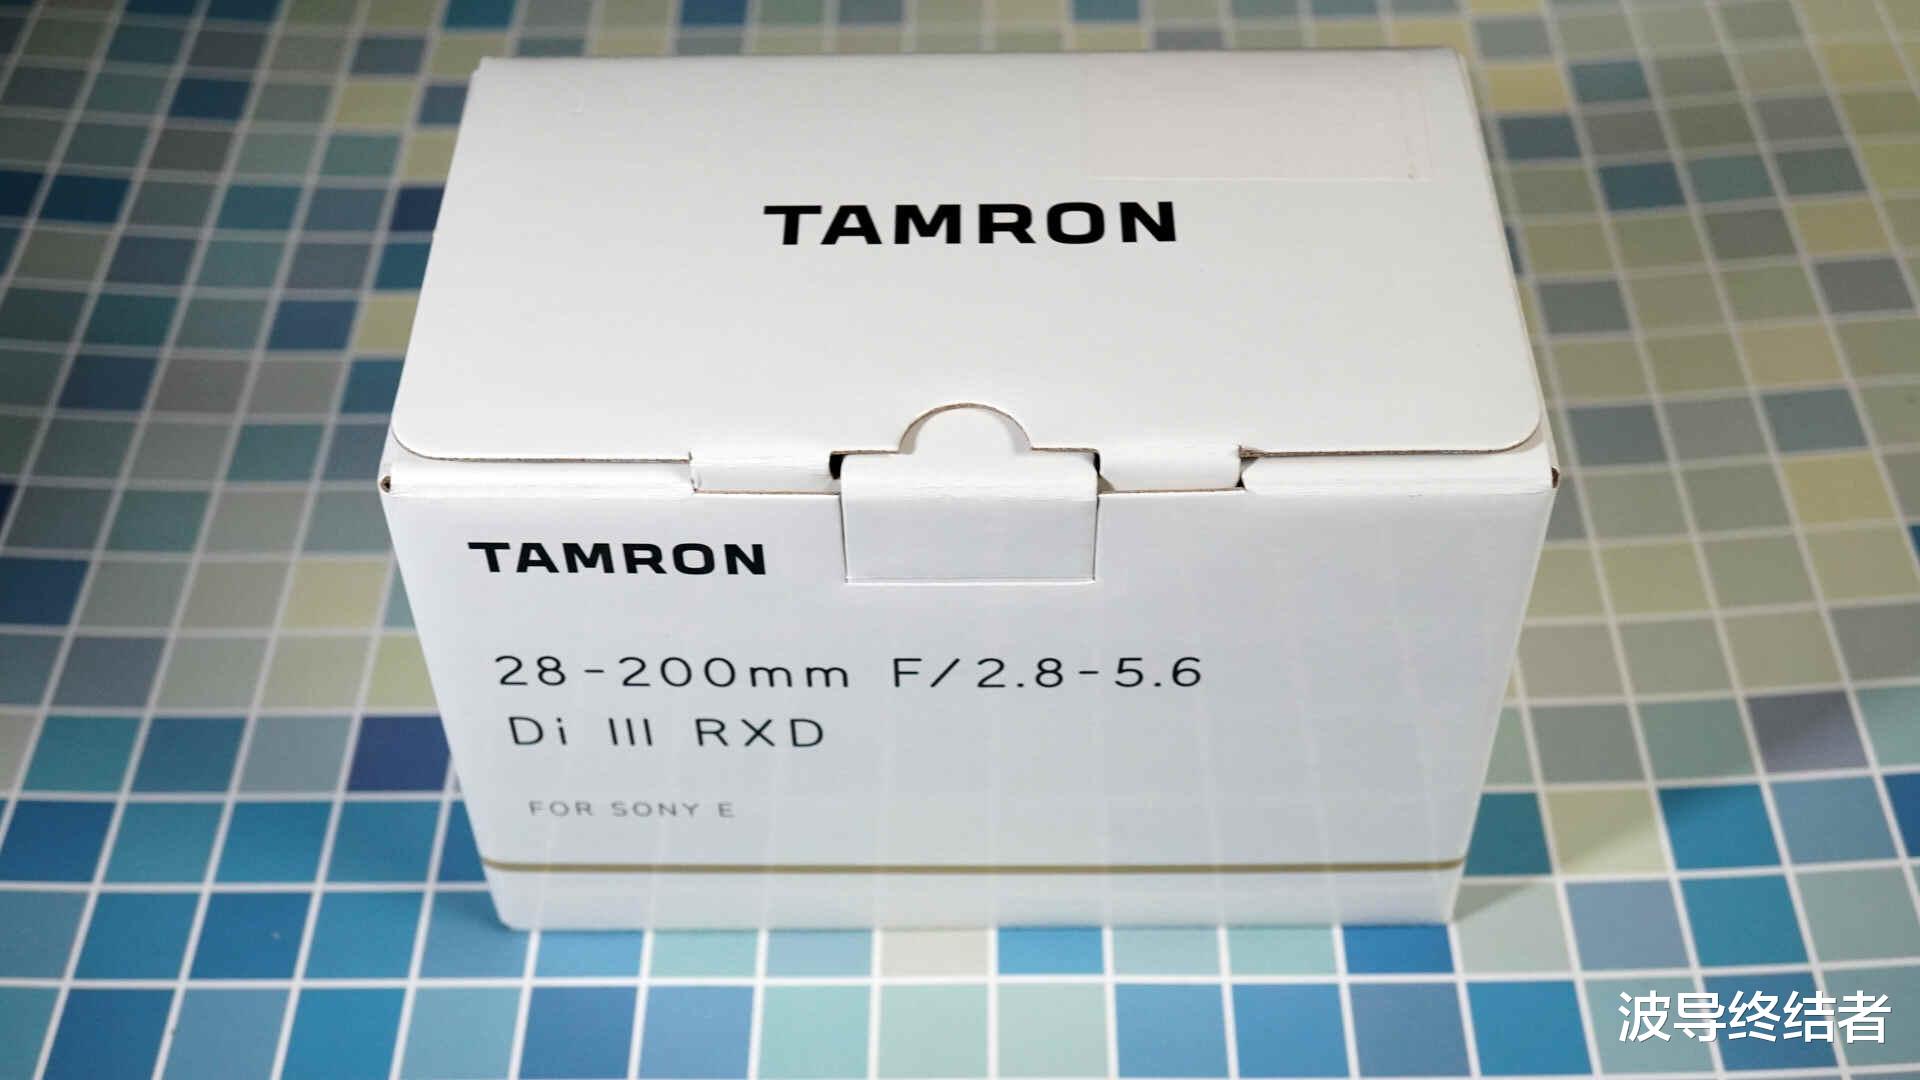 TAMRON
TAMRON
28-200mm F/2.8-5.6
Di III RXD
FOR SONY E
波导终结者